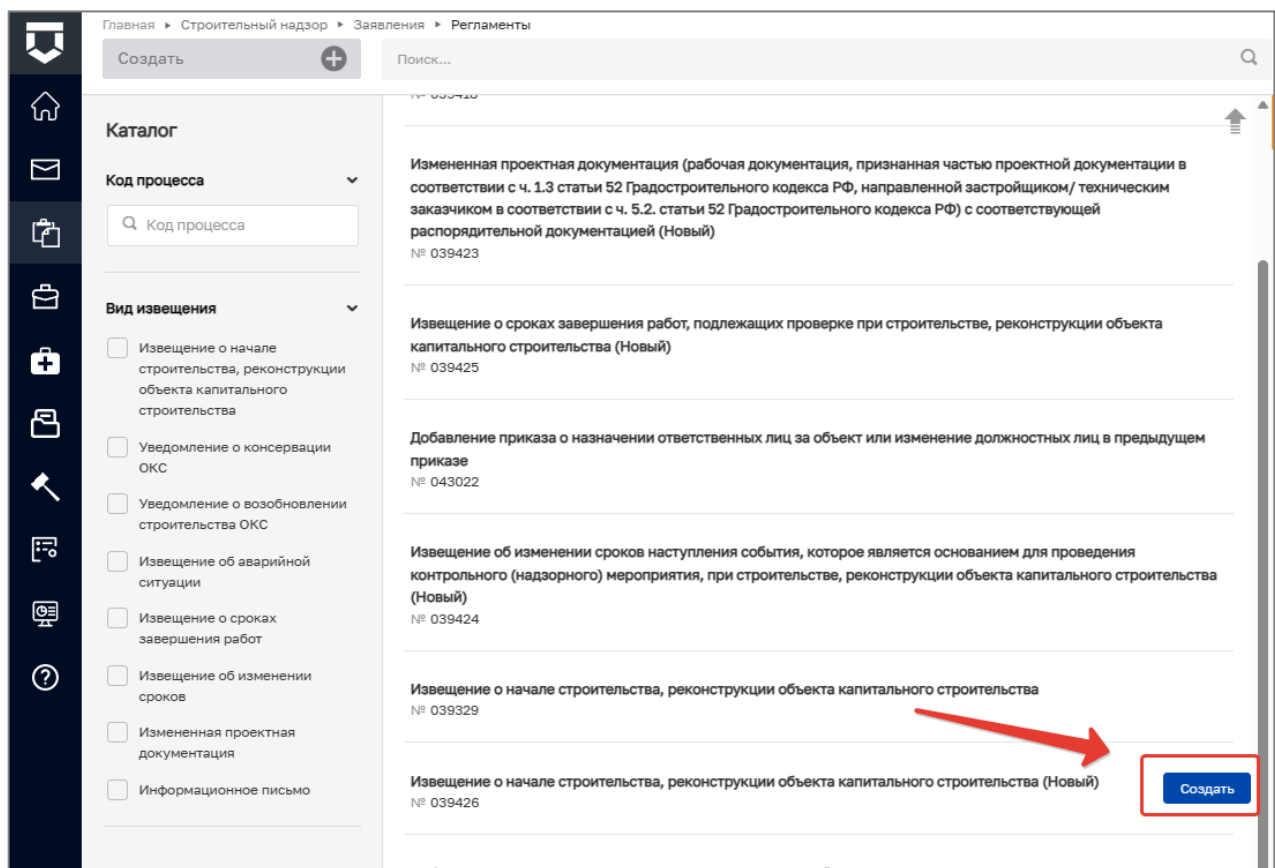 Главная ▸ Строительный надзор ▸ Заявления ▸ Регламенты
Создать
Поиск...
Каталог
Код процесса
Код процесса
Вид извещения
Извещение о начале
строительства, реконструкции
объекта капитального
строительства
Уведомление о консервации
ОКС
Уведомление о возобновлении
строительства ОКС
Извещение об аварийной
ситуации
Извещение о сроках
завершения работ
Извещение об изменении
сроков
Измененная проектная
документация
Информационное письмо
Измененная проектная документация (рабочая документация, признанная частью проектной документации в
соответствии с ч. 1.3 статьи 52 Градостроительного кодекса РФ, направленной застройщиком/ техническим
заказчиком в соответствии с ч. 5.2. статьи 52 Градостроительного кодекса РФ) с соответствующей
распорядительной документацией (Новый)
№ 039423
Извещение о сроках завершения работ, подлежащих проверке при строительстве, реконструкции объекта
капитального строительства (Новый)
№ 039425
Добавление приказа о назначении ответственных лиц за объект или изменение должностных лиц в предыдущем
приказе
№ 043022
Извещение об изменении сроков наступления события, которое является основанием для проведения
контрольного (надзорного) мероприятия, при строительстве, реконструкции объекта капитального строительства
(Новый)
№ 039424
Извещение о начале строительства, реконструкции объекта капитального строительства
№ 039329
Извещение о начале строительства, реконструкции объекта капитального строительства (Новый)
№ 039426
Создать